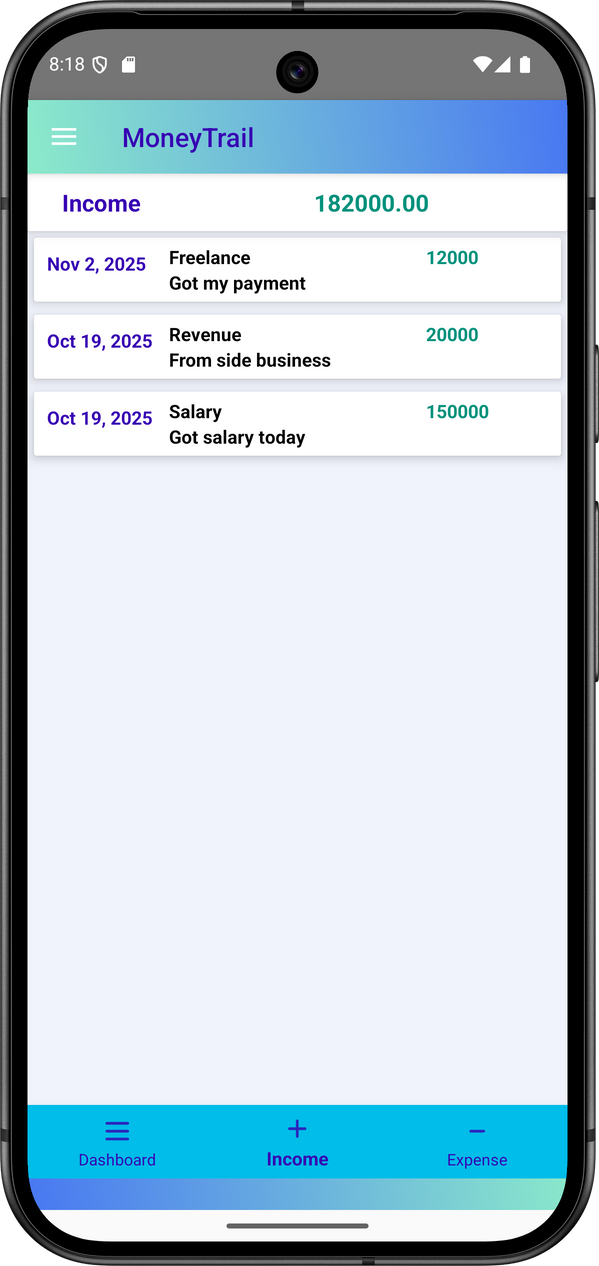 8:18
MoneyTrail
Income 182000.00
Nov 2, 2025 Freelance 12000
Got my payment
Oct 19, 2025 Revenue 20000
From side business
Oct 19, 2025 Salary 150000
Got salary today
Dashboard Income Expense